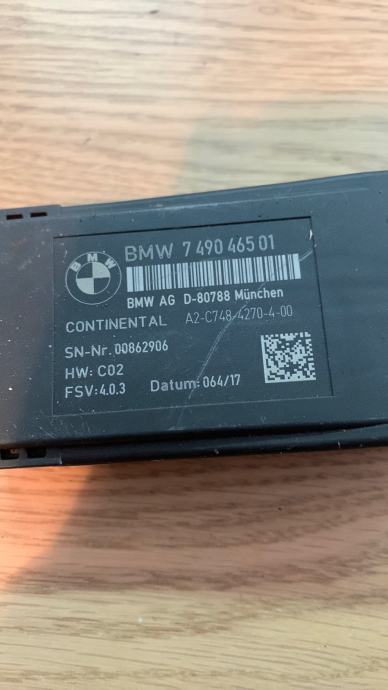 BMW
BMW 7 490 465 01
BMW AG D-80788 München
CONTINENTAL A2-C748-4270-4-00
SN-Nr. 00862906
HW: C02
FSV: 4.0.3 Datum: 064/17